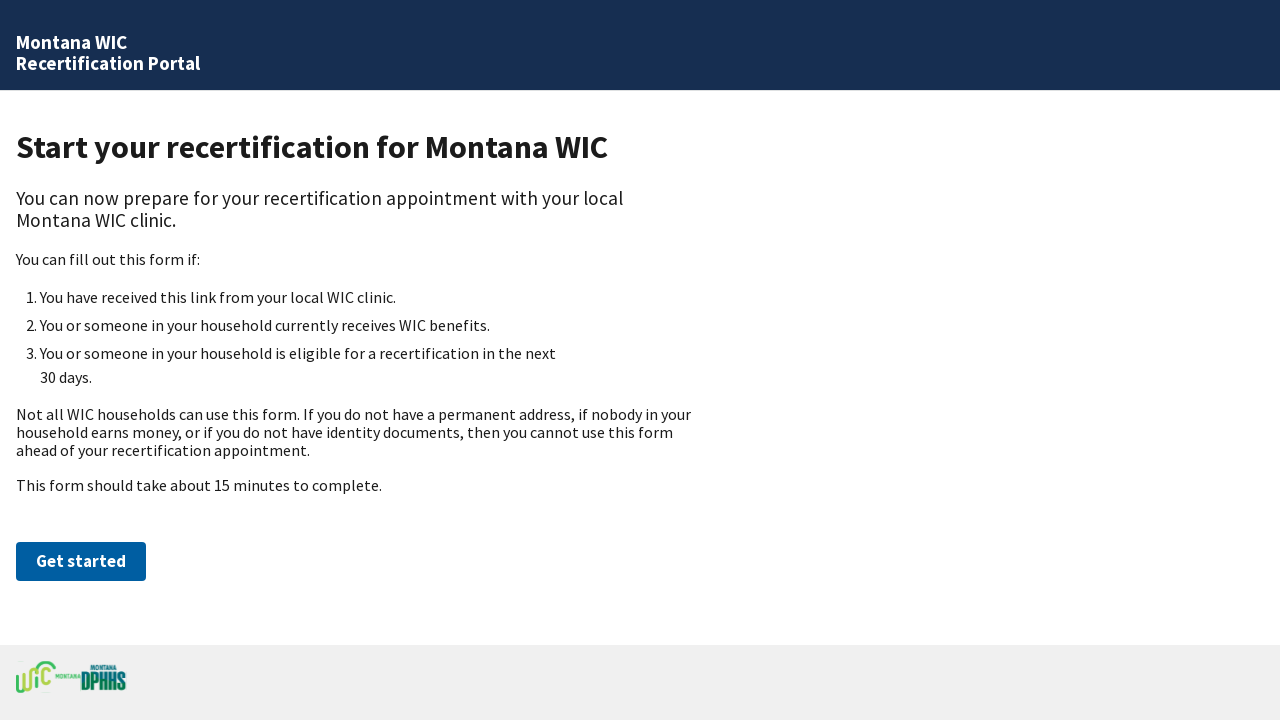 Montana WIC
Recertification Portal
Start your recertification for Montana WIC
You can now prepare for your recertification appointment with your local
Montana WIC clinic.
You can fill out this form if:
1. You have received this link from your local WIC clinic.
2. You or someone in your household currently receives WIC benefits.
3. You or someone in your household is eligible for a recertification in the next
30 days.
Not all WIC households can use this form. If you do not have a permanent address, if nobody in your
household earns money, or if you do not have identity documents, then you cannot use this form
ahead of your recertification appointment.
This form should take about 15 minutes to complete.
Get started
WIC MONTANA MONTANA
DPHHS